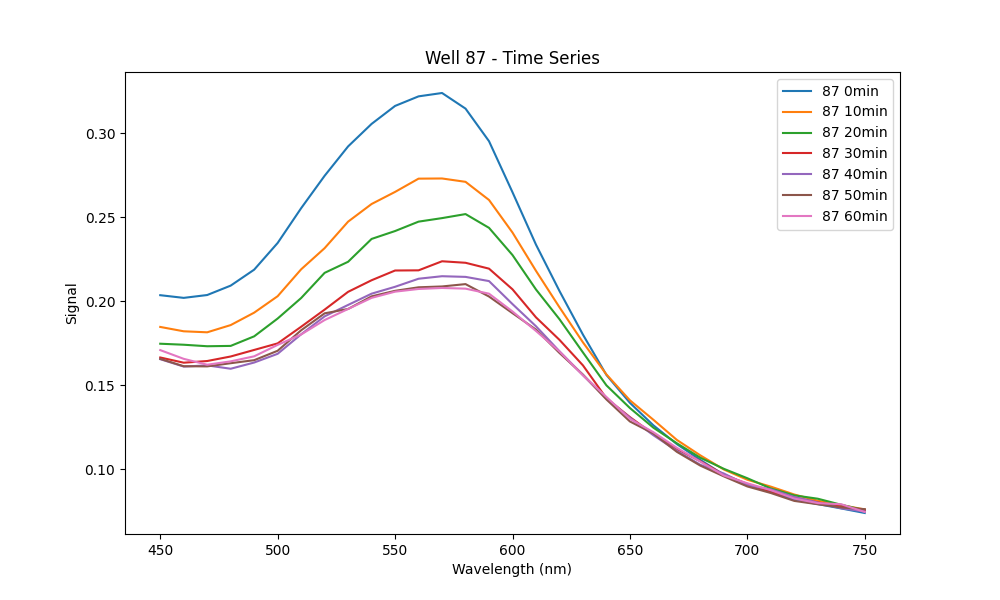 Well 87 - Time Series
87 0min
87 10min
87 20min
87 30min
87 40min
87 50min
87 60min
Signal
0.30
0.25
0.20
0.15
0.10
450 500 550 600 650 700 750
Wavelength (nm)